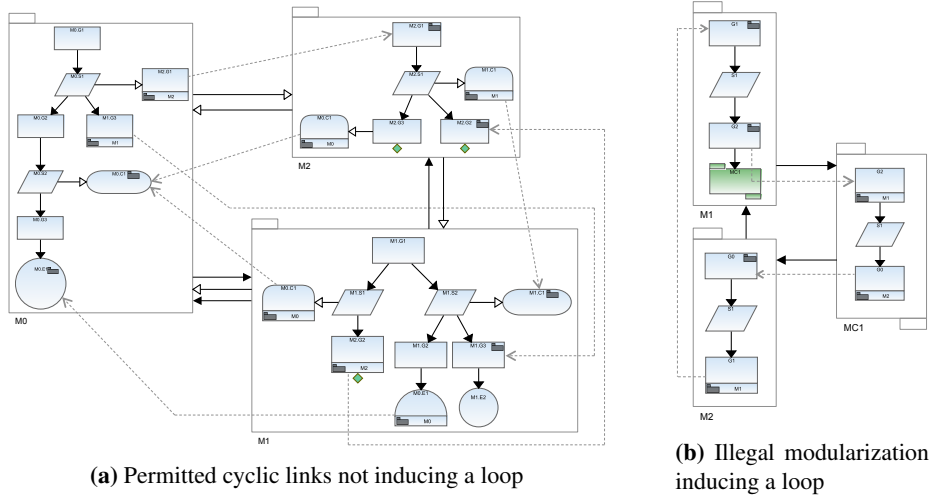 M0.G1
M0.S1
M2.G1
M2
M0.G2
M1.G3
M1
M0.S2
M0.C1
M0.G3
M0
M2.G1
M2.S1
M1.C1
M1
M0.C1
M0
M2.G3
M2.G2
M2
M1.G1
M0.C1
M0
M1.S1
M1.S2
M1.C1
M2.G2
M2
M1.G2
M1.G3
M0.E1
M0
M1.E2
M1
(a) Permitted cyclic links not inducing a loop
G1
S1
G2
MC1
M1
G2
M1
S1
G0
M2
MC1
G0
S1
G1
M1
M2
(b) Illegal modularization
inducing a loop